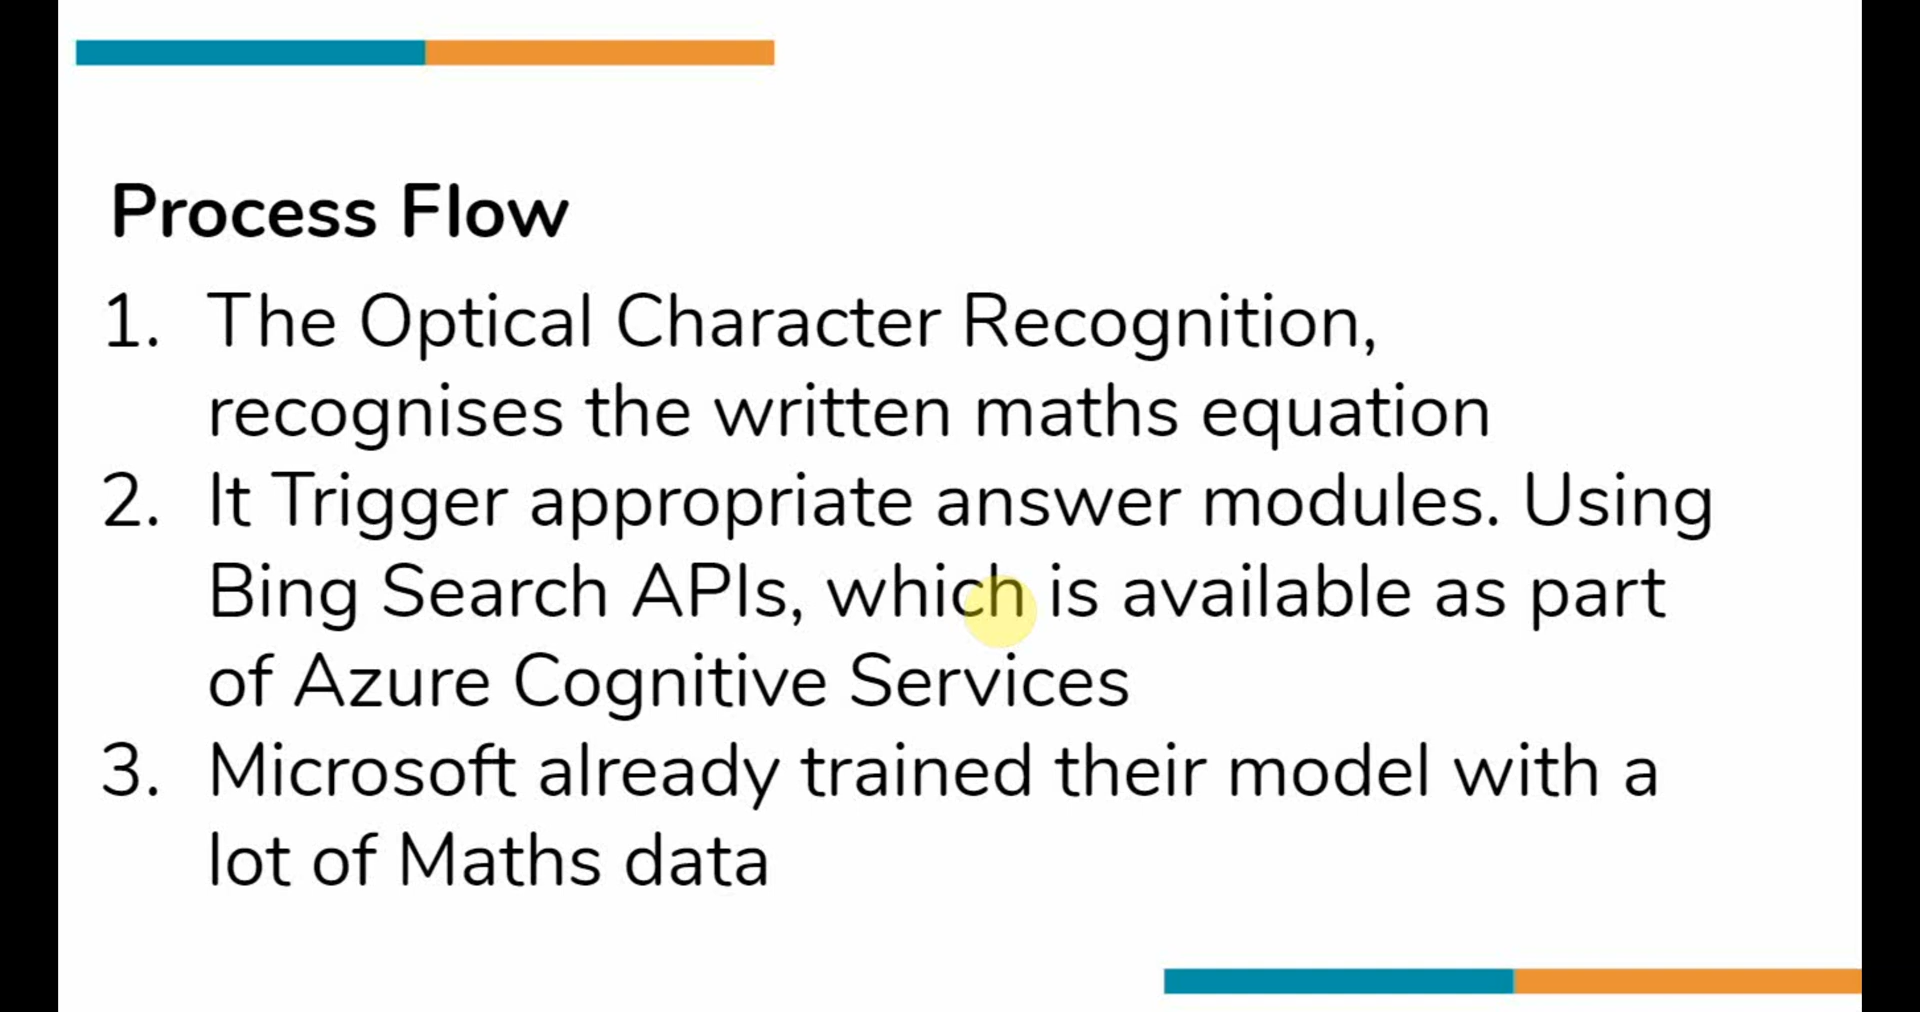 Process Flow
1. The Optical Character Recognition,
recognises the written maths equation
2. It Trigger appropriate answer modules. Using
Bing Search APIs, which is available as part
of Azure Cognitive Services
3. Microsoft already trained their model with a
lot of Maths data